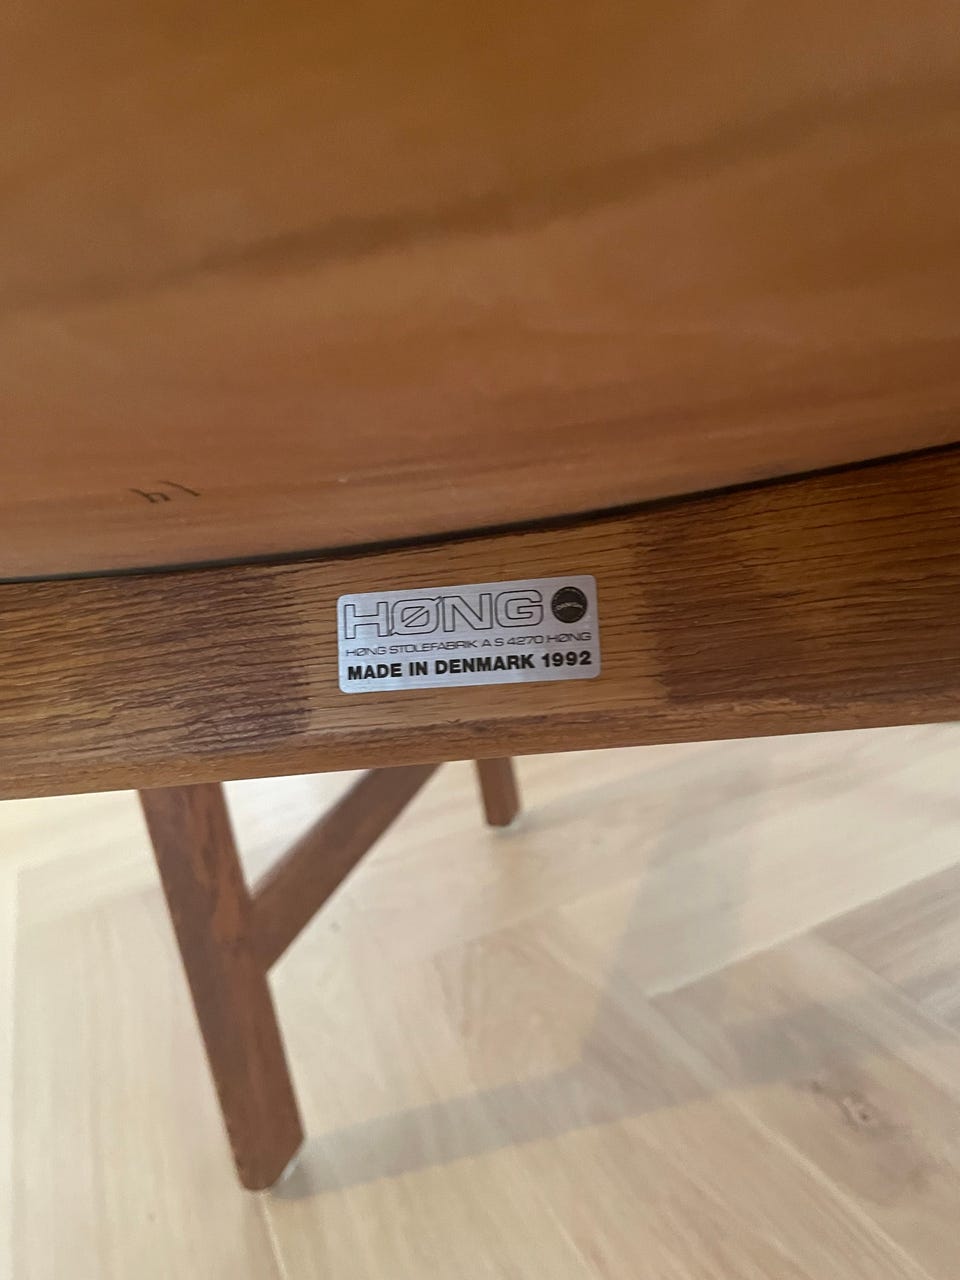 HØNG
HØNG STOLEFABRIK A S 4270 HØNG
MADE IN DENMARK 1992